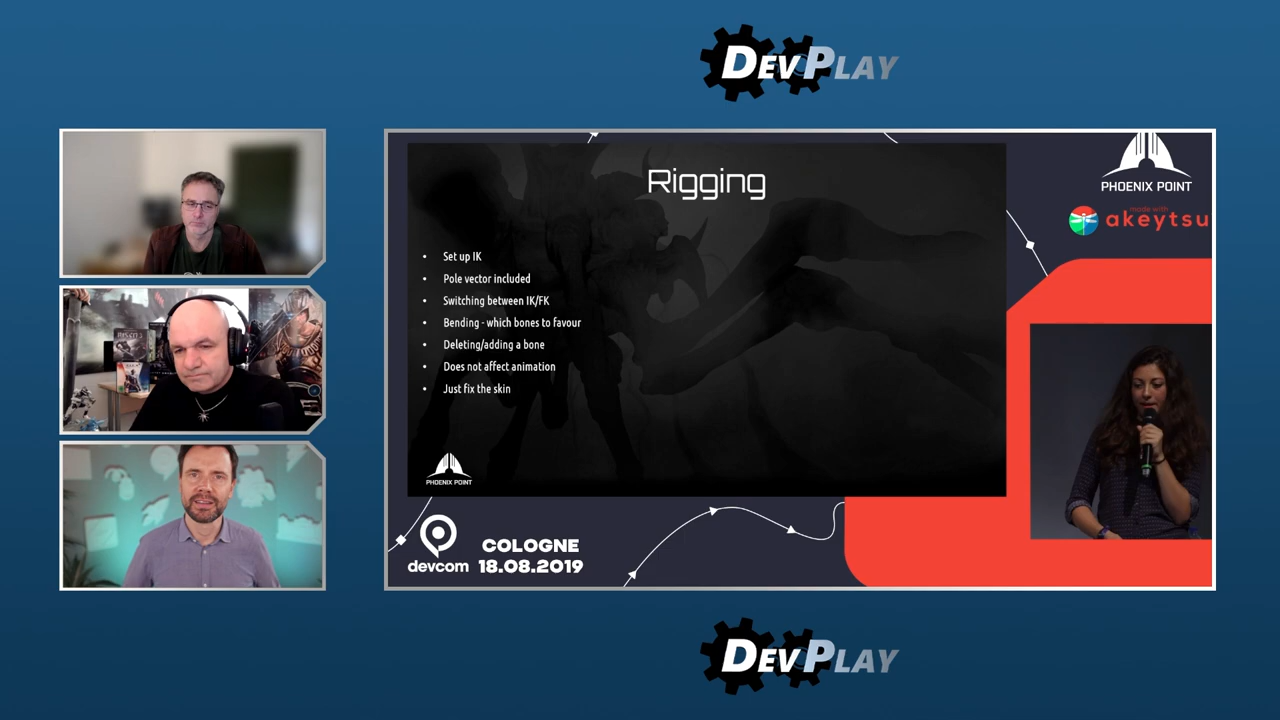 DEVPLAY
Rigging
• Set up IK
• Pole vector included
• Switching between IK/FK
• Bending - which bones to favour
• Deleting/adding a bone
• Does not affect animation
• Just fix the skin
PHOENIX POINT
PHOENIX POINT
made with
akeytsu
devcom
COLOGNE
18.08.2019
DEVPLAY